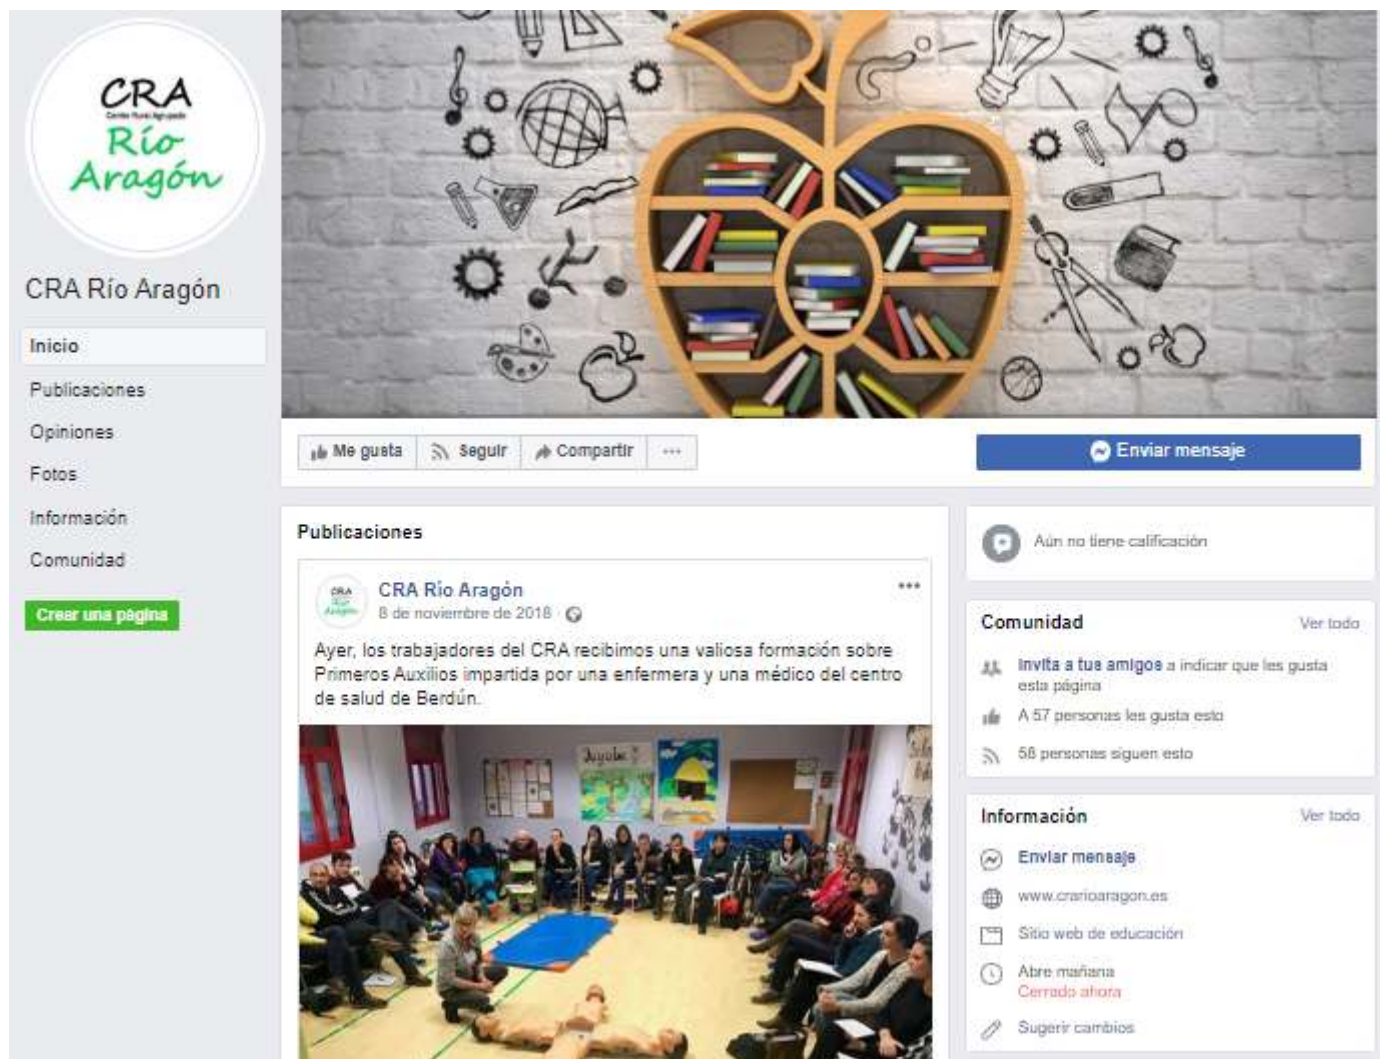 CRA
Centro Rural Agrupado
Río
Aragón
CRA Río Aragón
Inicio
Publicaciones
Opiniones
Fotos
Información
Comunidad
Crear una página
Me gusta
Seguir
Compartir
Enviar mensaje
Publicaciones
CRA Río Aragón
8 de noviembre de 2018
Ayer, los trabajadores del CRA recibimos una valiosa formación sobre
Primeros Auxilios impartida por una enfermera y una médico del centro
de salud de Berdún.
Aún no tiene calificación
Comunidad
Ver todo
Invita a tus amigos a indicar que les gusta
esta página
A 57 personas les gusta esto
58 personas siguen esto
Información
Ver todo
Enviar mensaje
www.crarioaragon.es
Sitio web de educación
Abre mañana
Cerrado ahora
Sugerir cambios